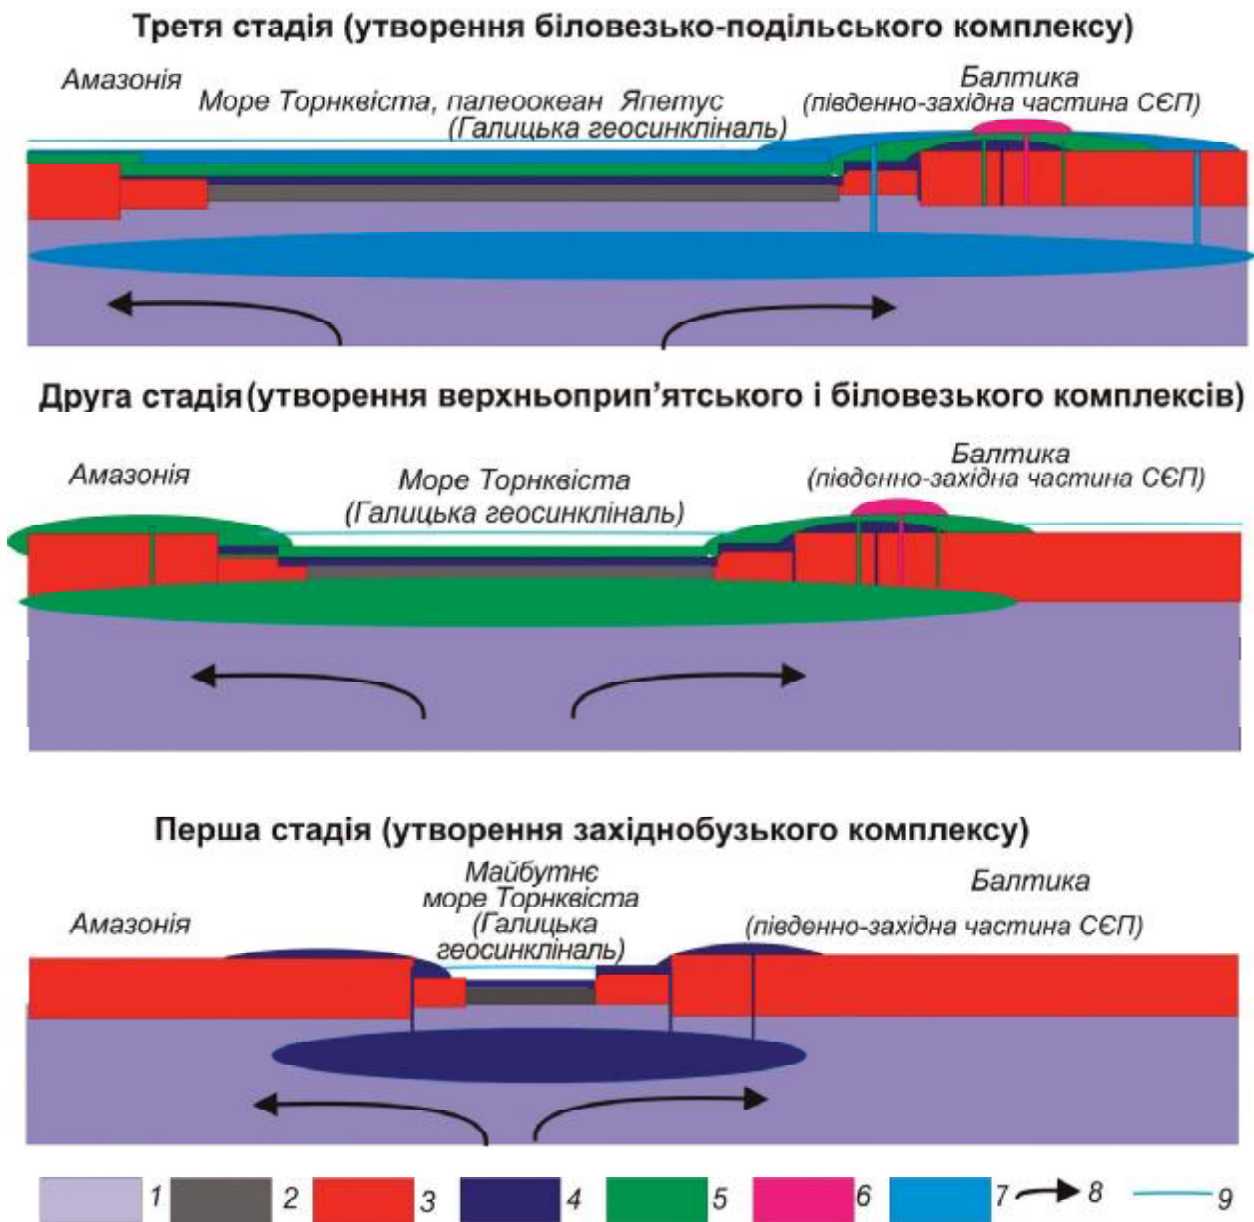 Третя стадія (утворення біловезько-подільського комплексу)
Амазонія
Море Торнквіста, палеоокеан Япетус
(Галицька геосинкліналь)
Балтика
(південно-західна частина СЄП)
Друга стадія (утворення верхньоприп’ятського і біловезького комплексів)
Амазонія
Море Торнквіста
(Галицька геосинкліналь)
Балтика
(південно-західна частина СЄП)
Перша стадія (утворення західнобузького комплексу)
Амазонія
Майбутнє
море Торнквіста
(Галицька
геосинкліналь)
Балтика
(південно-західна частина СЄП)
1 2 3 4 5 6 7 8 9